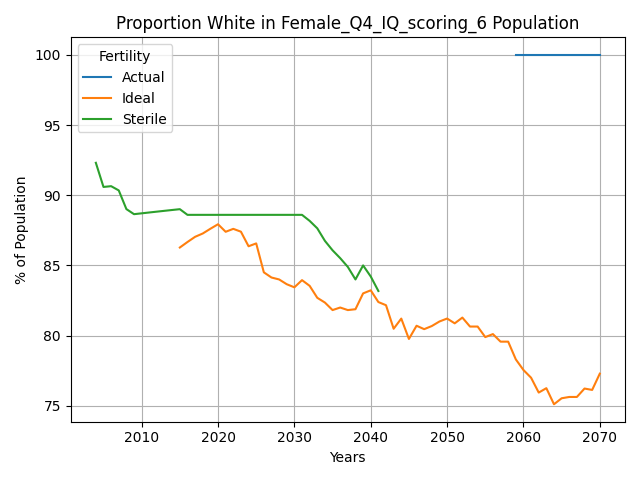 Proportion White in Female_Q4_IQ_scoring_6 Population
Fertility
Actual
Ideal
Sterile
100
95
90
85
80
75
% of Population
2010 2020 2030 2040 2050 2060 2070
Years